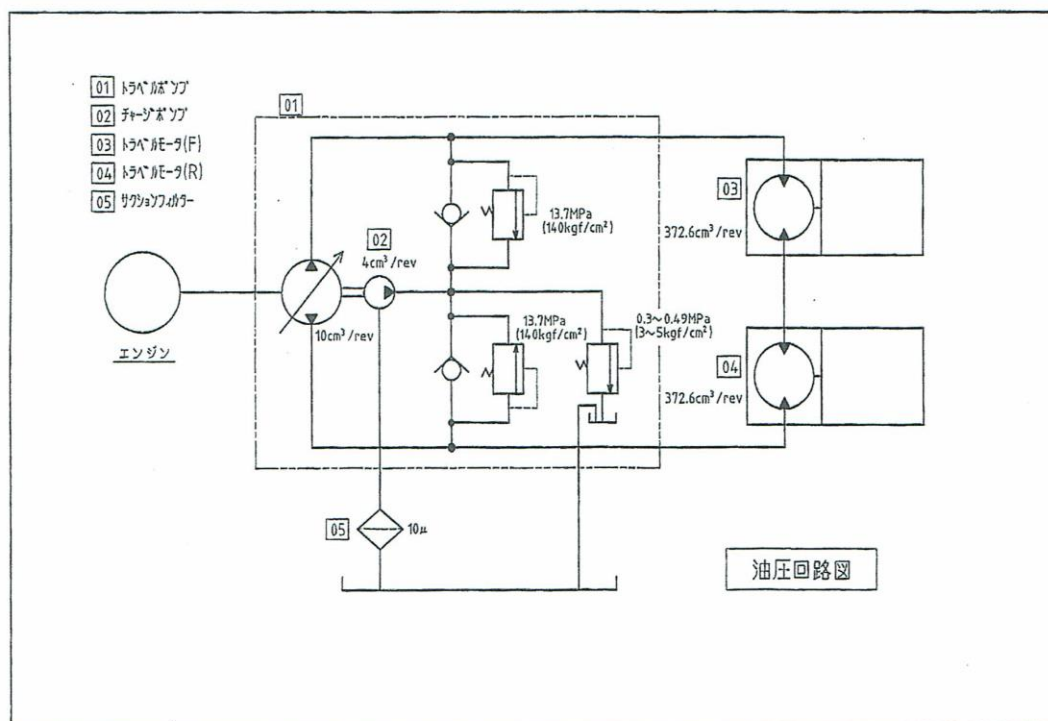 01 トラベルポンプ
02 チャージポンプ
03 トラベルモータ(F)
04 トラベルモータ(R)
05 サクションフィルター
01
13.7MPa
(140kgf/cm²)
03
372.6cm³/rev
02
4cm³/rev
10cm³/rev
エンジン
13.7MPa
(140kgf/cm²)
0.3~0.49MPa
(3~5kgf/cm²)
04
372.6cm³/rev
05
10μ
油圧回路図